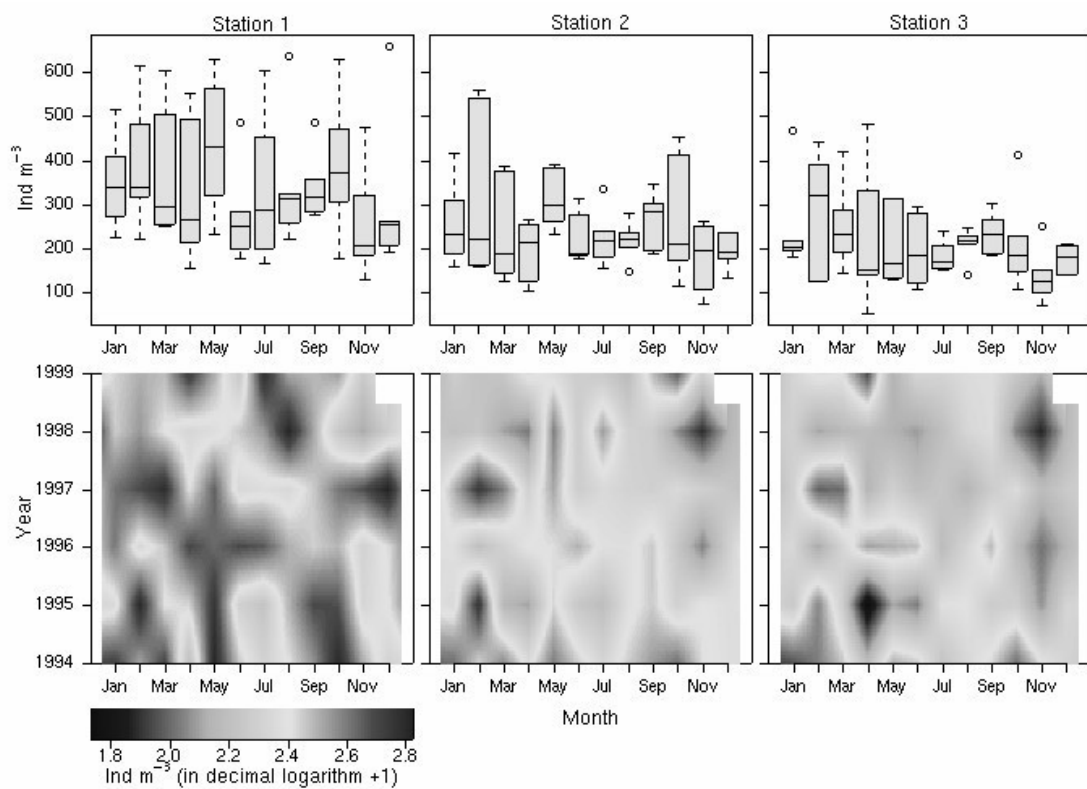 Station 1 Station 2 Station 3
600
500
400
300
200
100
Ind m⁻³
Jan Mar May Jul Sep Nov Jan Mar May Jul Sep Nov Jan Mar May Jul Sep Nov
1999
1998
1997
1996
1995
1994
Year
Jan Mar May Jul Sep Nov Jan Mar May Jul Sep Nov Jan Mar May Jul Sep Nov
Month
1.8 2.0 2.2 2.4 2.6 2.8
Ind m⁻³ (in decimal logarithm +1)